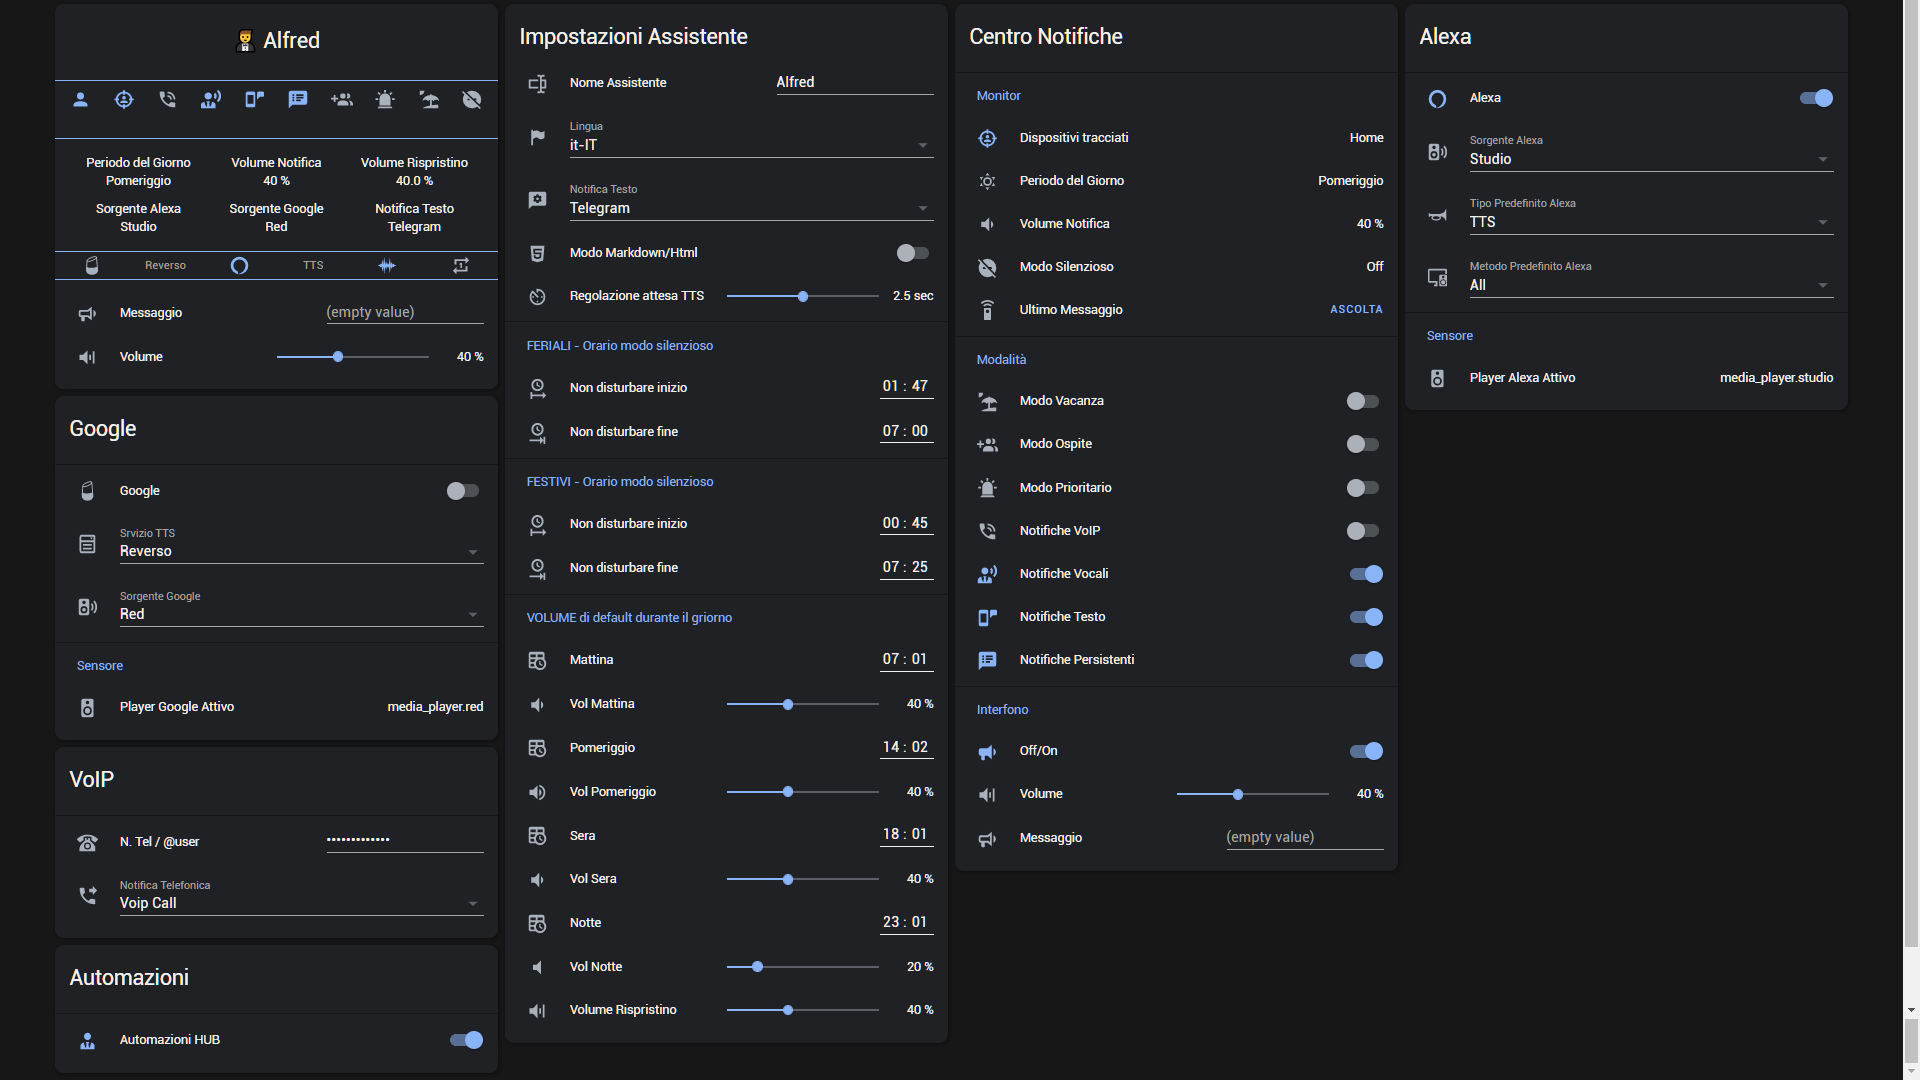 Alfred
Periodo del Giorno
Pomeriggio
Volume Notifica
40 %
Volume Rispristino
40.0 %
Sorgente Alexa
Studio
Sorgente Google
Red
Notifica Testo
Telegram
Reverso
TTS
Messaggio
(empty value)
Volume
40 %
Google
Google
Srvizio TTS
Reverso
Sorgente Google
Red
Sensore
Player Google Attivo
media_player.red
VoIP
N. Tel / @user
•••••••••••••
Notifica Telefonica
Voip Call
Automazioni
Automazioni HUB
Impostazioni Assistente
Nome Assistente
Alfred
Lingua
it-IT
Notifica Testo
Telegram
Modo Markdown/Html
Regolazione attesa TTS
2.5 sec
FERIALI - Orario modo silenzioso
Non disturbare inizio
01 : 47
Non disturbare fine
07 : 00
FESTIVI - Orario modo silenzioso
Non disturbare inizio
00 : 45
Non disturbare fine
07 : 25
VOLUME di default durante il griorno
Mattina
07 : 01
Vol Mattina
40 %
Pomeriggio
14 : 02
Vol Pomeriggio
40 %
Sera
18 : 01
Vol Sera
40 %
Notte
23 : 01
Vol Notte
20 %
Volume Rispristino
40 %
Centro Notifiche
Monitor
Dispositivi tracciati
Home
Periodo del Giorno
Pomeriggio
Volume Notifica
40 %
Modo Silenzioso
Off
Ultimo Messaggio
ASCOLTA
Modalità
Modo Vacanza
Modo Ospite
Modo Prioritario
Notifiche VoIP
Notifiche Vocali
Notifiche Testo
Notifiche Persistenti
Interfono
Off/On
Volume
40 %
Messaggio
(empty value)
Alexa
Alexa
Sorgente Alexa
Studio
Tipo Predefinito Alexa
TTS
Metodo Predefinito Alexa
All
Sensore
Player Alexa Attivo
media_player.studio